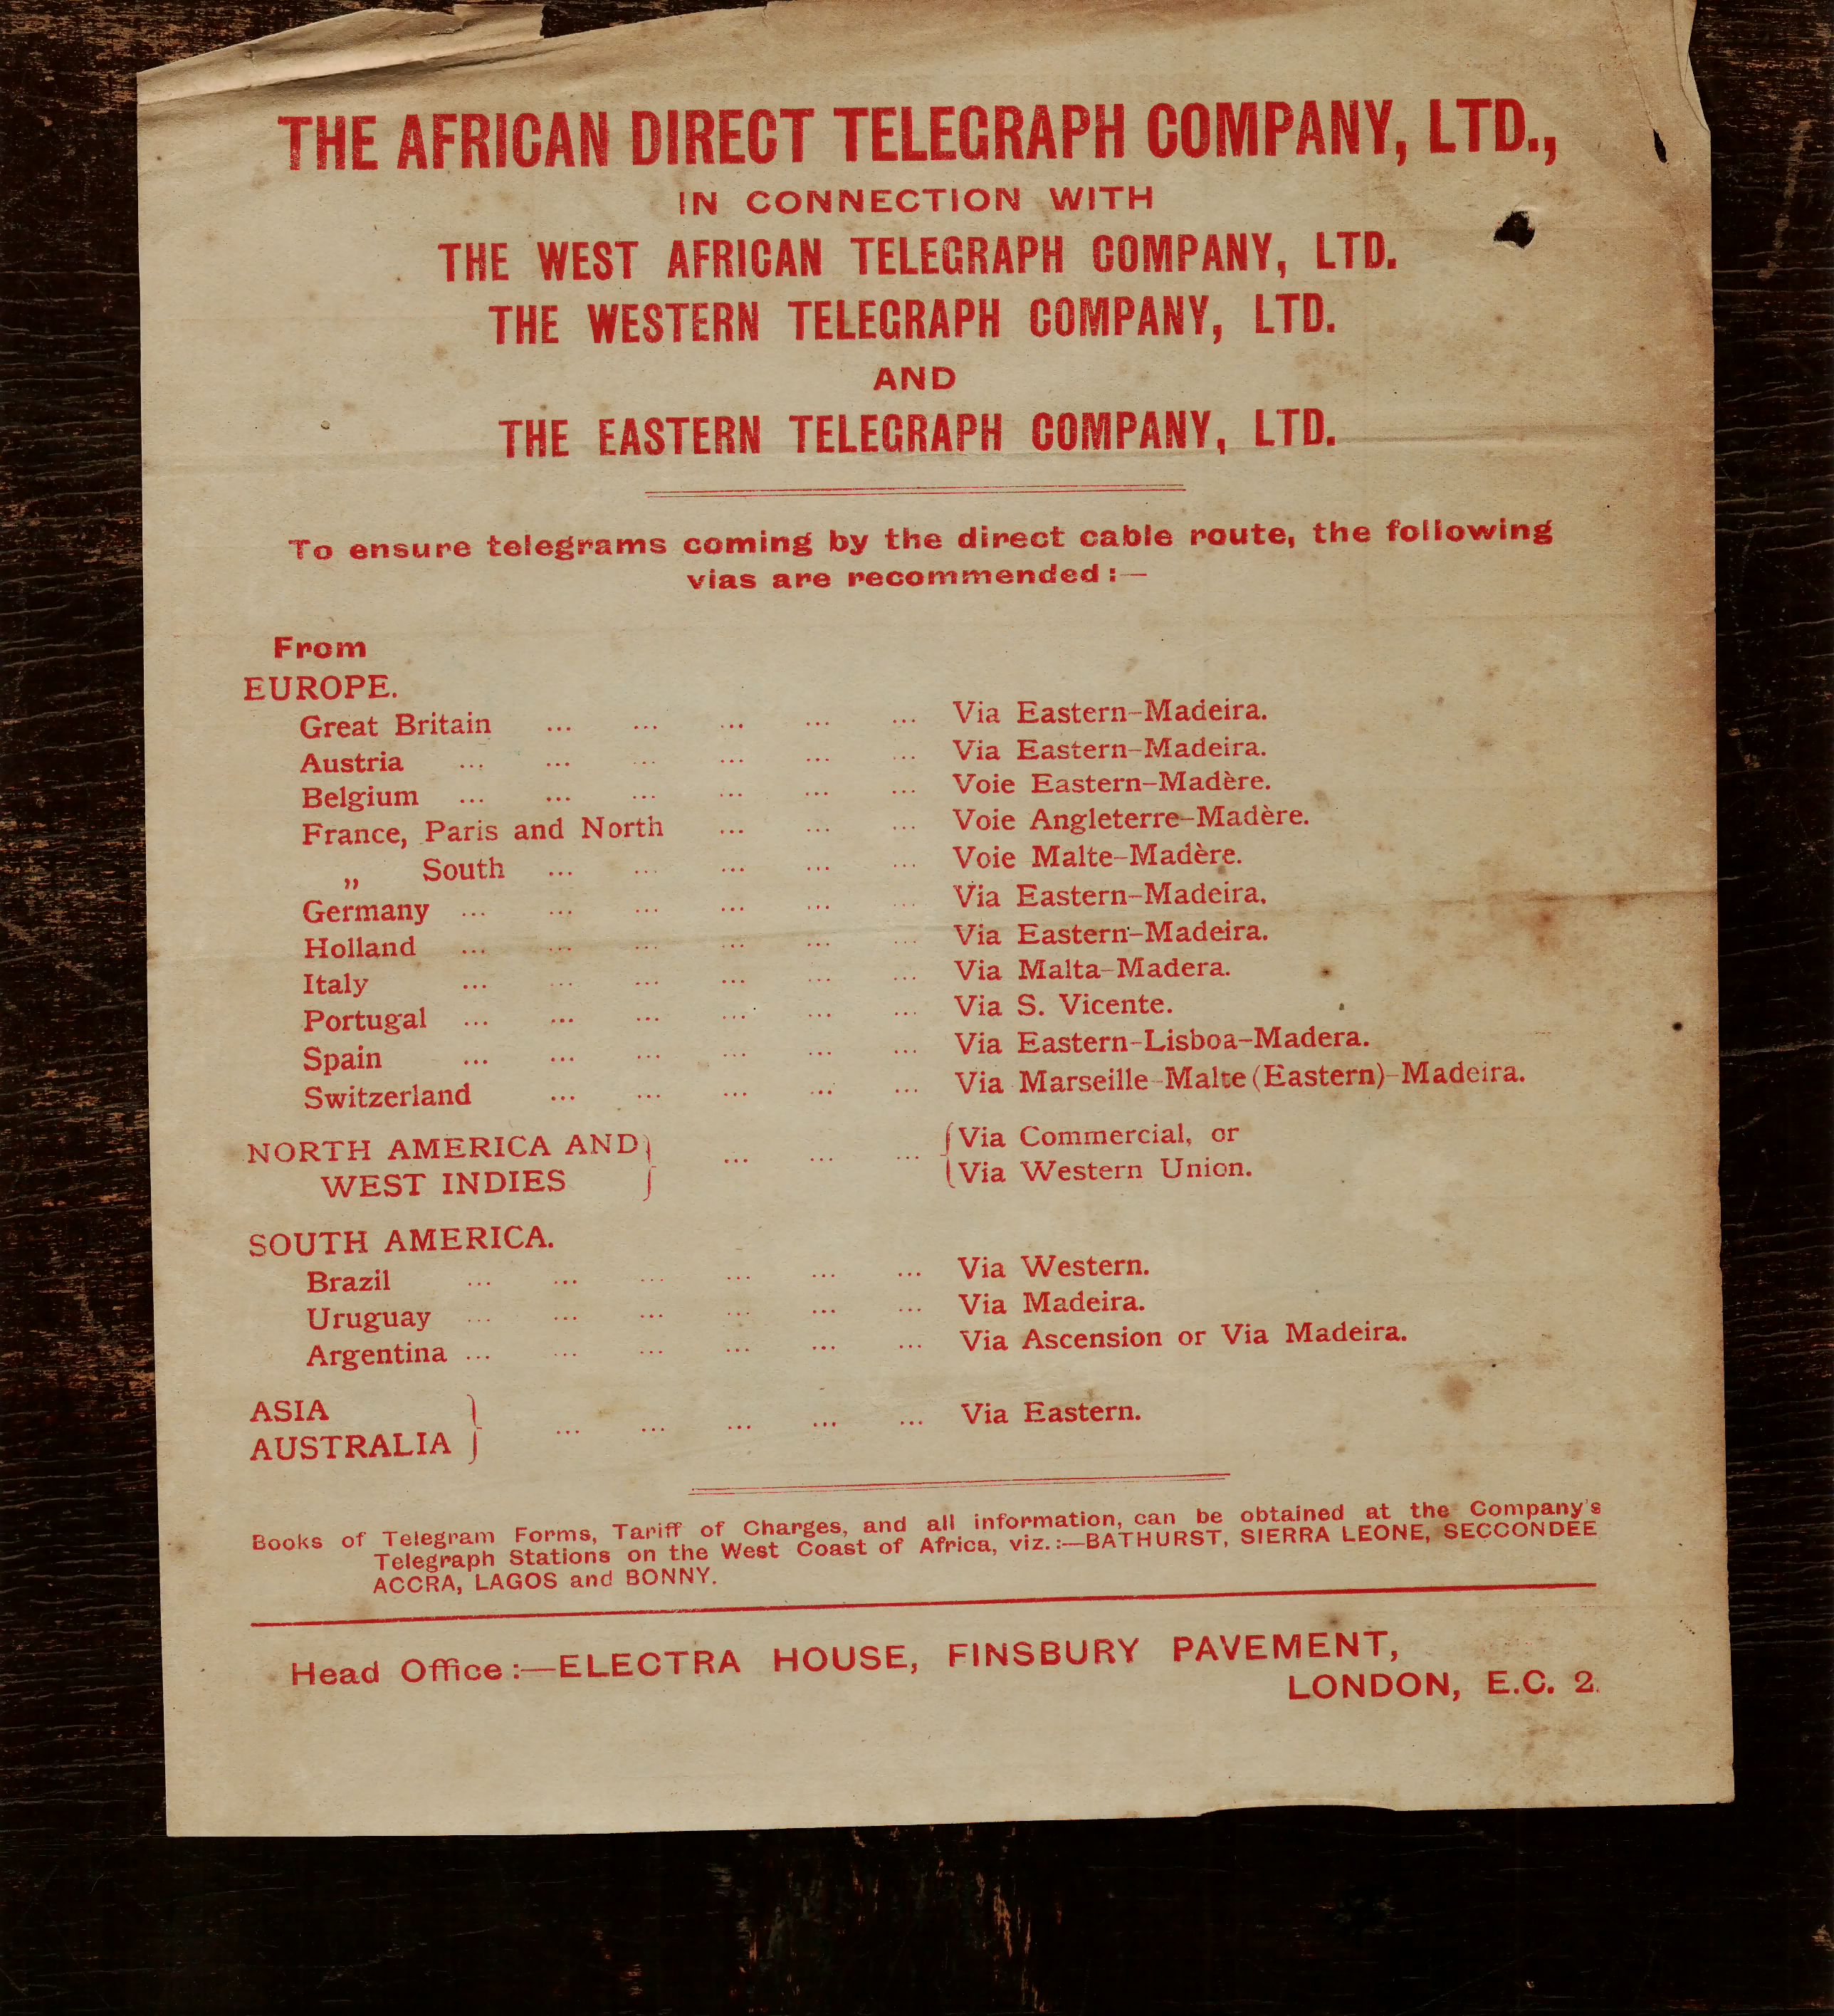 THE AFRICAN DIRECT TELEGRAPH COMPANY, LTD.,
IN CONNECTION WITH
THE WEST AFRICAN TELEGRAPH COMPANY, LTD.
THE WESTERN TELEGRAPH COMPANY, LTD.
AND
THE EASTERN TELEGRAPH COMPANY, LTD.
To ensure telegrams coming by the direct cable route, the following
vias are recommended:—
From
EUROPE.
Great Britain ... ... ... ... ... Via Eastern-Madeira.
Austria ... ... ... ... ... ... Via Eastern-Madeira.
Belgium ... ... ... ... ... ... Voie Eastern-Madère.
France, Paris and North ... ... ... Voie Angleterre-Madère.
„ South ... ... ... ... ... Voie Malte-Madère.
Germany ... ... ... ... ... ... Via Eastern-Madeira.
Holland ... ... ... ... ... ... Via Eastern-Madeira.
Italy ... ... ... ... ... ... Via Malta-Madera.
Portugal ... ... ... ... ... ... Via S. Vicente.
Spain ... ... ... ... ... ... Via Eastern-Lisboa-Madera.
Switzerland ... ... ... ... ... Via Marseille-Malte (Eastern)-Madeira.
NORTH AMERICA AND } ... ... ... { Via Commercial, or
WEST INDIES } { Via Western Union.
SOUTH AMERICA.
Brazil ... ... ... ... ... ... Via Western.
Uruguay ... ... ... ... ... ... Via Madeira.
Argentina ... ... ... ... ... ... Via Ascension or Via Madeira.
ASIA } ... ... ... ... ... Via Eastern.
AUSTRALIA }
Books of Telegram Forms, Tariff of Charges, and all information, can be obtained at the Company's
Telegraph Stations on the West Coast of Africa, viz.:—BATHURST, SIERRA LEONE, SECCONDEE
ACCRA, LAGOS and BONNY.
Head Office:—ELECTRA HOUSE, FINSBURY PAVEMENT,
LONDON, E.C. 2.